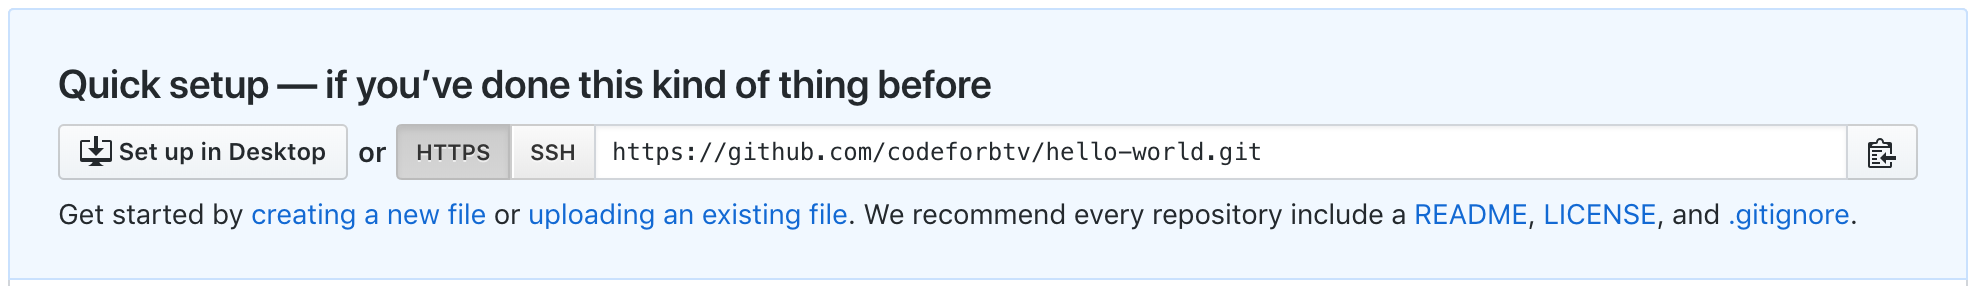 Quick setup — if you’ve done this kind of thing before
Set up in Desktop or HTTPS SSH https://github.com/codeforbtv/hello-world.git
Get started by creating a new file or uploading an existing file. We recommend every repository include a README, LICENSE, and .gitignore.